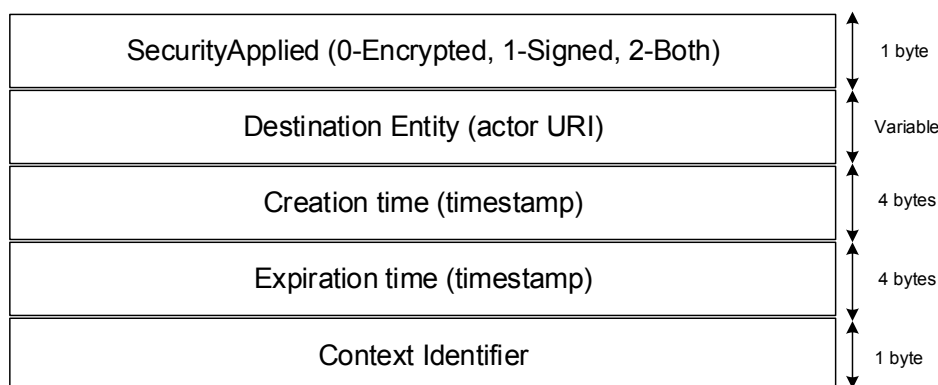 SecurityApplied (0-Encrypted, 1-Signed, 2-Both)
1 byte
Destination Entity (actor URI)
Variable
Creation time (timestamp)
4 bytes
Expiration time (timestamp)
4 bytes
Context Identifier
1 byte